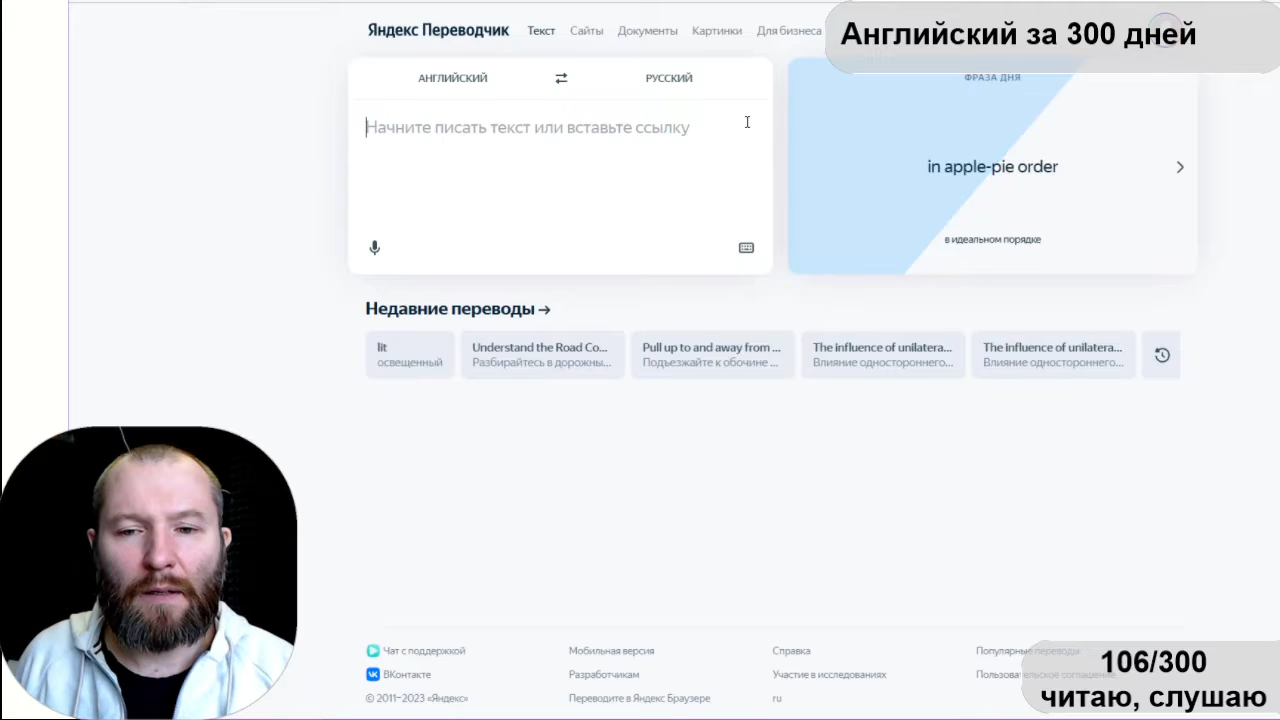 Яндекс Переводчик Текст Сайты Документы Картинки Для бизнеса
Английский за 300 дней
АНГЛИЙСКИЙ РУССКИЙ
Начните писать текст или вставьте ссылку
ФРАЗА ДНЯ
in apple-pie order
в идеальном порядке
Недавние переводы
lit
освещенный
Understand the Road Co...
Разбирайтесь в дорожны...
Pull up to and away from ...
Подъезжайте к обочине ...
The influence of unilatera...
Влияние одностороннего...
The influence of unilatera...
Влияние одностороннего...
Чат с поддержкой Мобильная версия Справка Популярные переводы
ВКонтакте Разработчикам Участие в исследованиях Пользовательское соглашение
© 2011–2023 «Яндекс» Переводите в Яндекс Браузере ru
106/300
читаю, слушаю